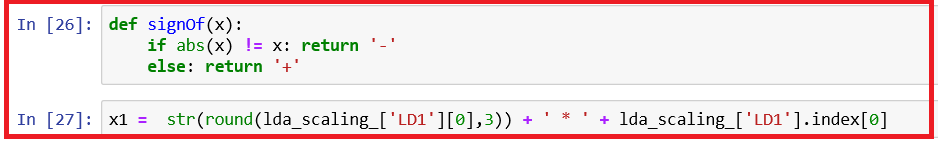 In [26]: def signOf(x):
if abs(x) != x: return '-'
else: return '+'
In [27]: x1 =  str(round(lda_scaling_['LD1'][0],3)) + ' * ' + lda_scaling_['LD1'].index[0]